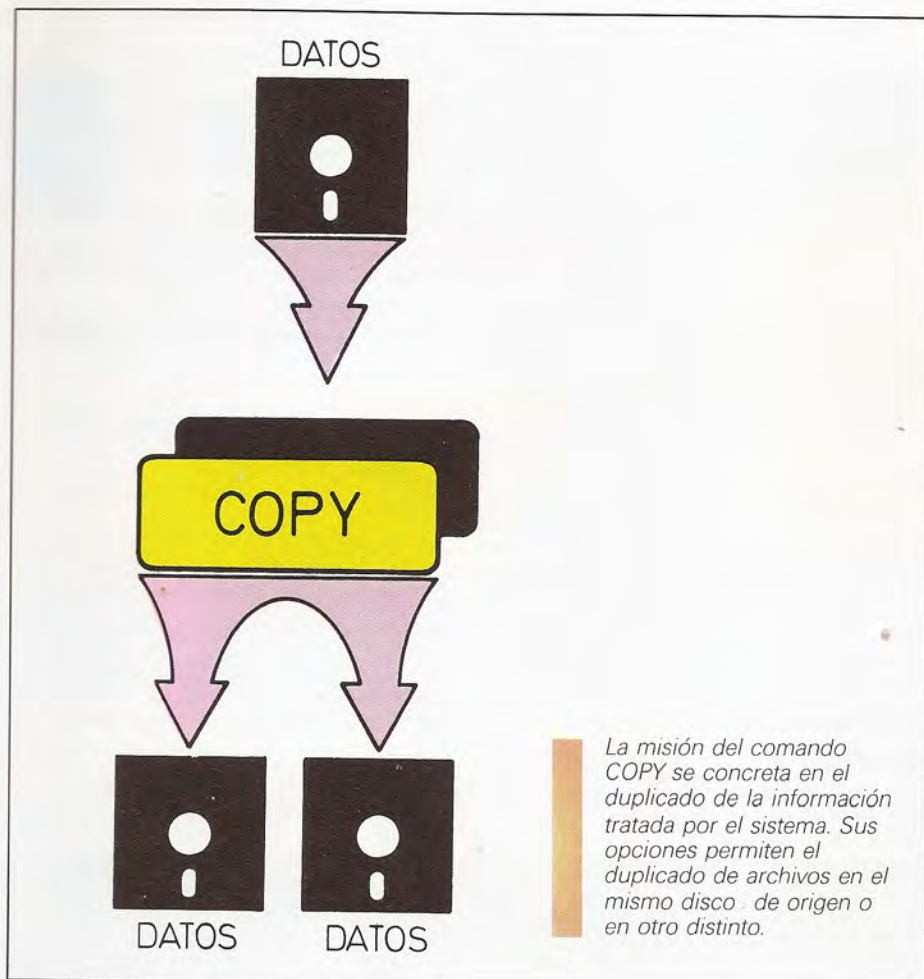 DATOS
COPY
DATOS DATOS
La misión del comando
COPY se concreta en el
duplicado de la información
tratada por el sistema. Sus
opciones permiten el
duplicado de archivos en el
mismo disco de origen o
en otro distinto.